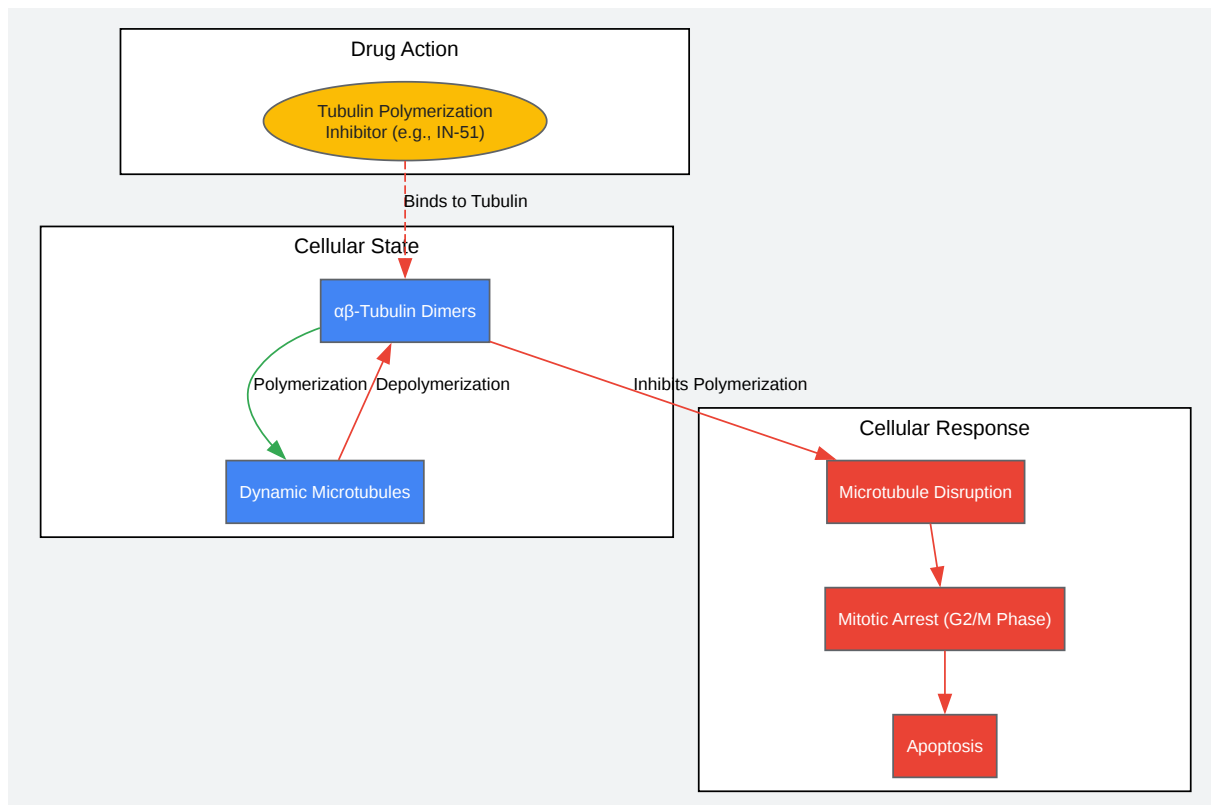 Drug Action
Tubulin Polymerization
Inhibitor (e.g., IN-51)
Binds to Tubulin
Cellular State
αβ-Tubulin Dimers
Polymerization
Depolymerization
Inhibits Polymerization
Dynamic Microtubules
Cellular Response
Microtubule Disruption
Mitotic Arrest (G2/M Phase)
Apoptosis